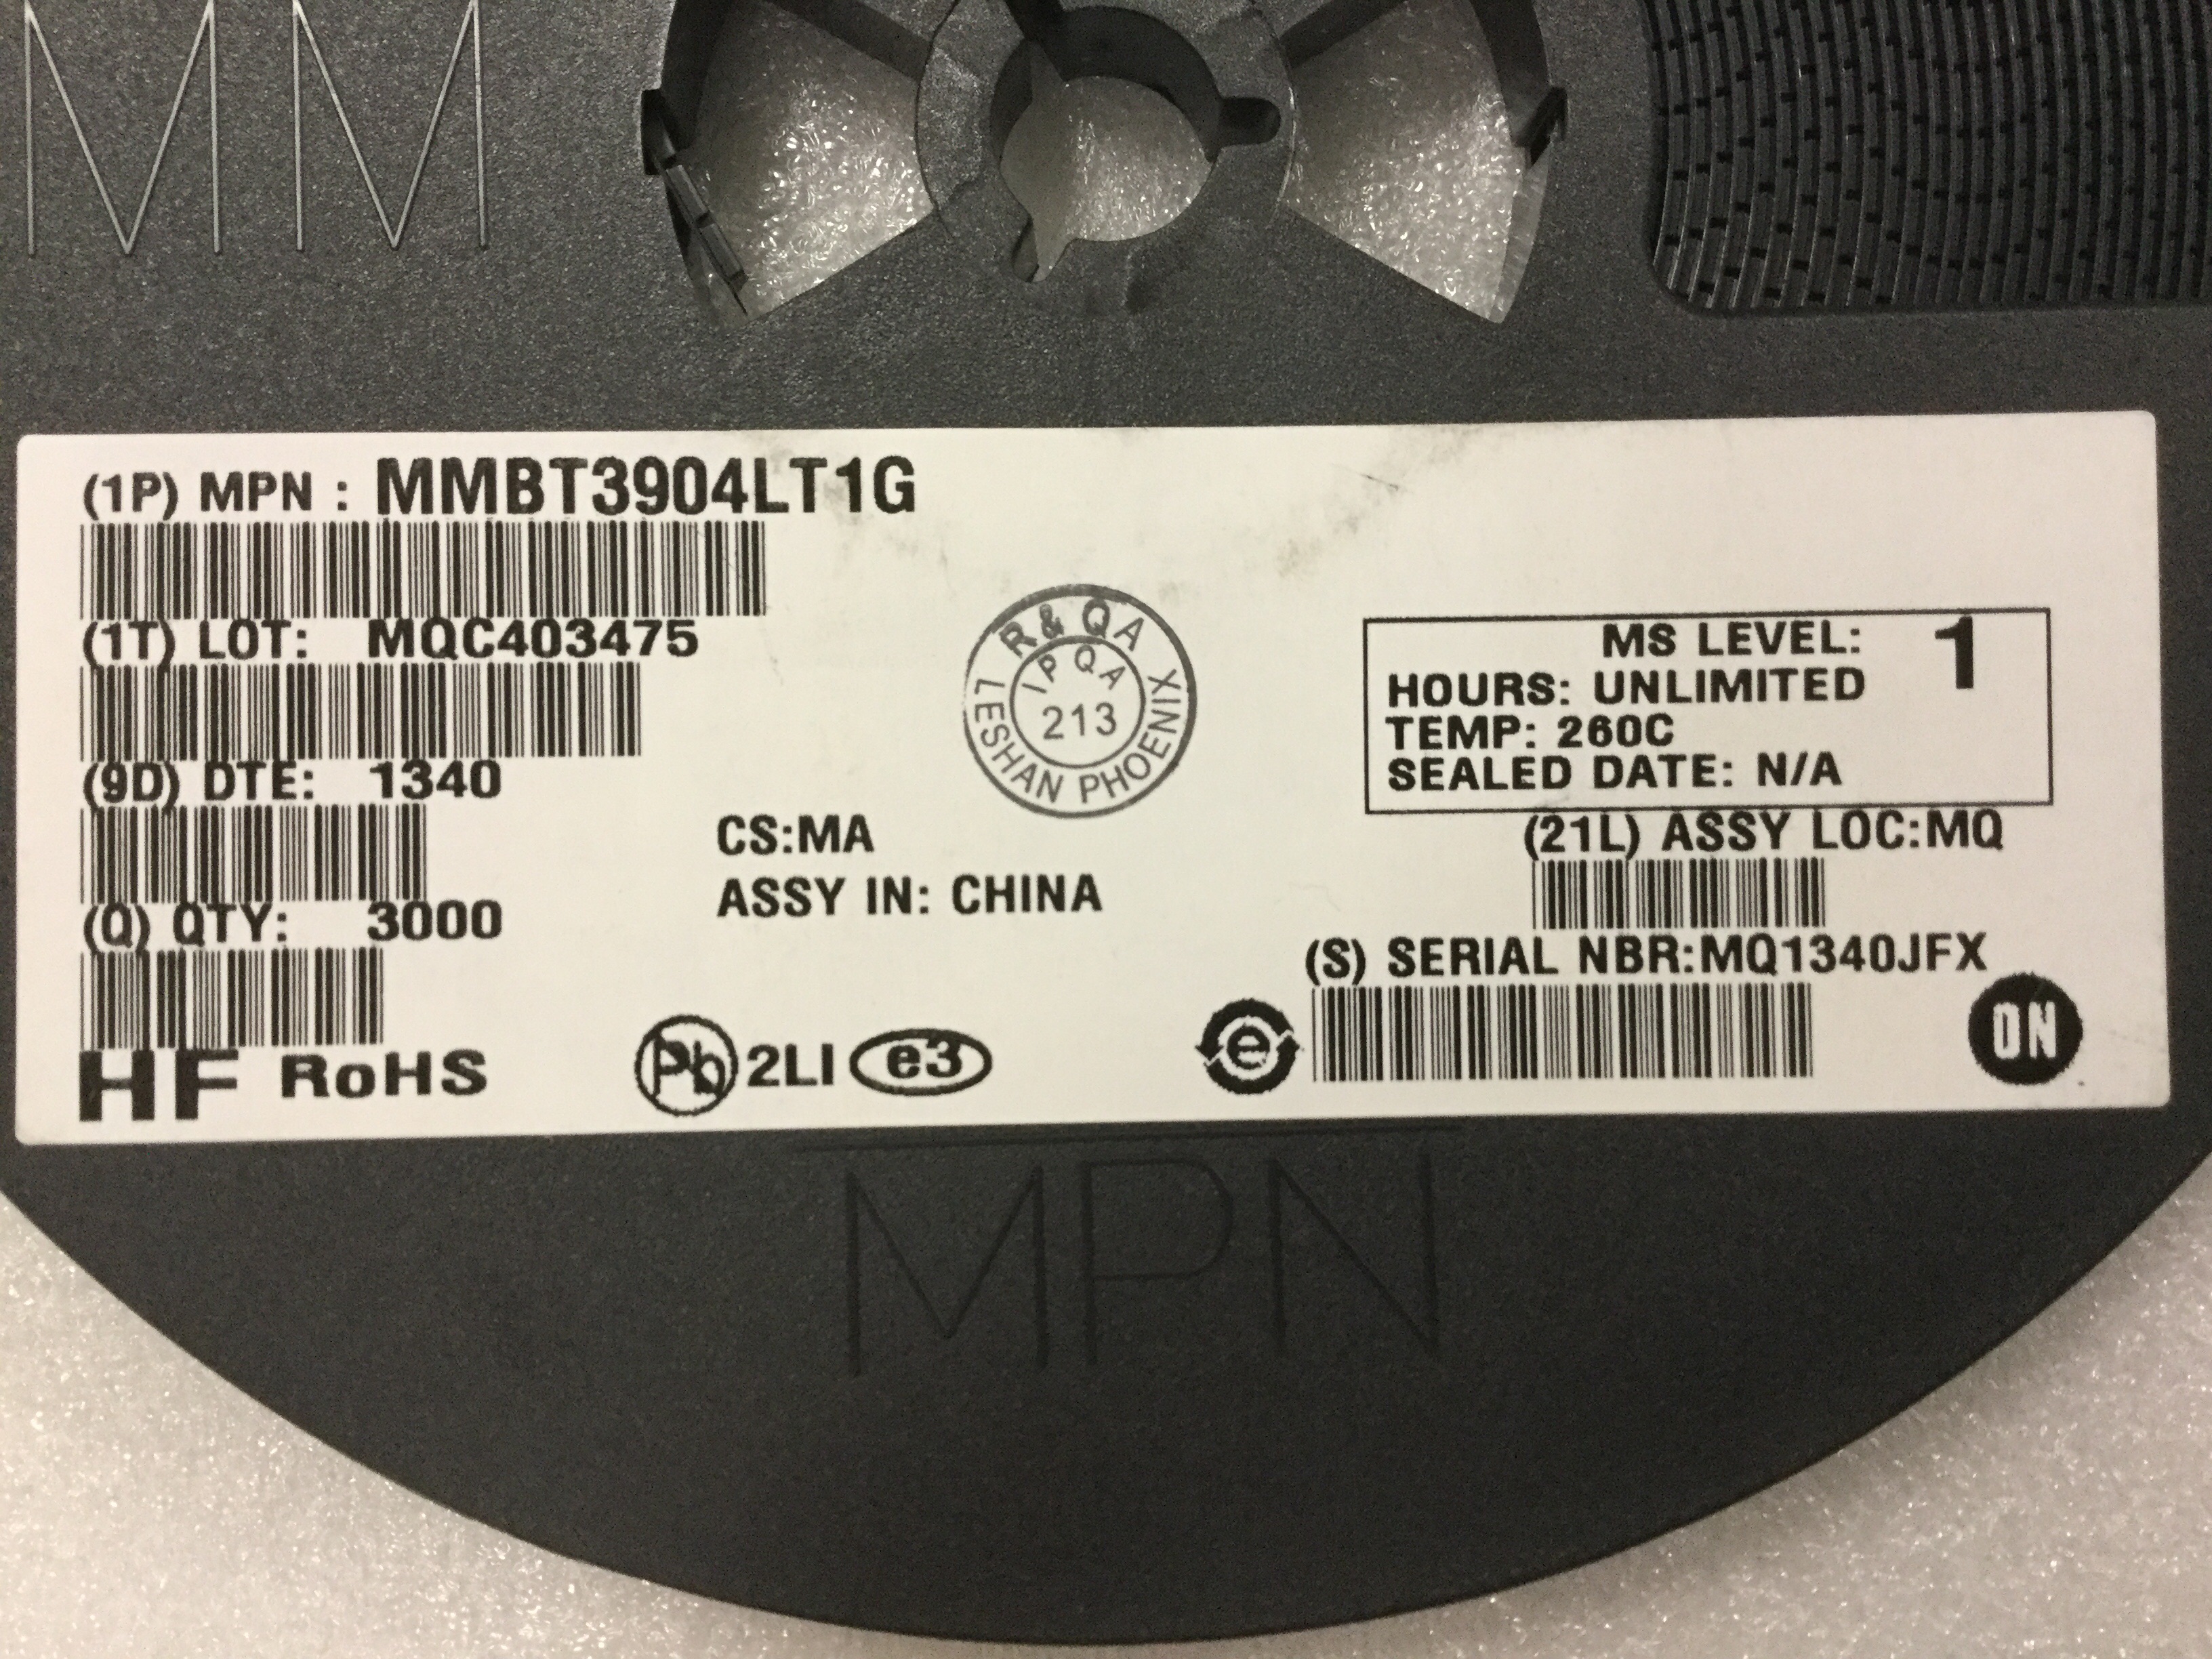 MM
(1P) MPN : MMBT3904LT1G
(1T) LOT: MQC403475
(9D) DTE: 1340
(Q) QTY: 3000
HF RoHS
R& QA
IPQA
213
LESHAN PHOENIX
CS:MA
ASSY IN: CHINA
Pb 2LI e3
MS LEVEL: 1
HOURS: UNLIMITED
TEMP: 260C
SEALED DATE: N/A
(21L) ASSY LOC:MQ
(S) SERIAL NBR:MQ1340JFX
e
ON
MPN